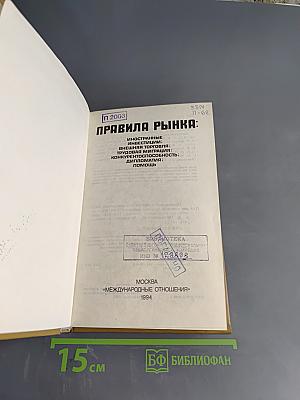 П 2003
ПРАВИЛА РЫНКА:
ИНОСТРАННЫЕ
ИНВЕСТИЦИИ;
ВНЕШНЯЯ ТОРГОВЛЯ;
ТРУДОВАЯ МИГРАЦИЯ;
КОНКУРЕНТОСПОСОБНОСТЬ;
ДИПЛОМАТИЯ;
ПОМОЩЬ
БИБЛИОТЕКА
МОСКВА
«МЕЖДУНАРОДНЫЕ ОТНОШЕНИЯ»
1994
15 см
БФ БИБЛИОФАН